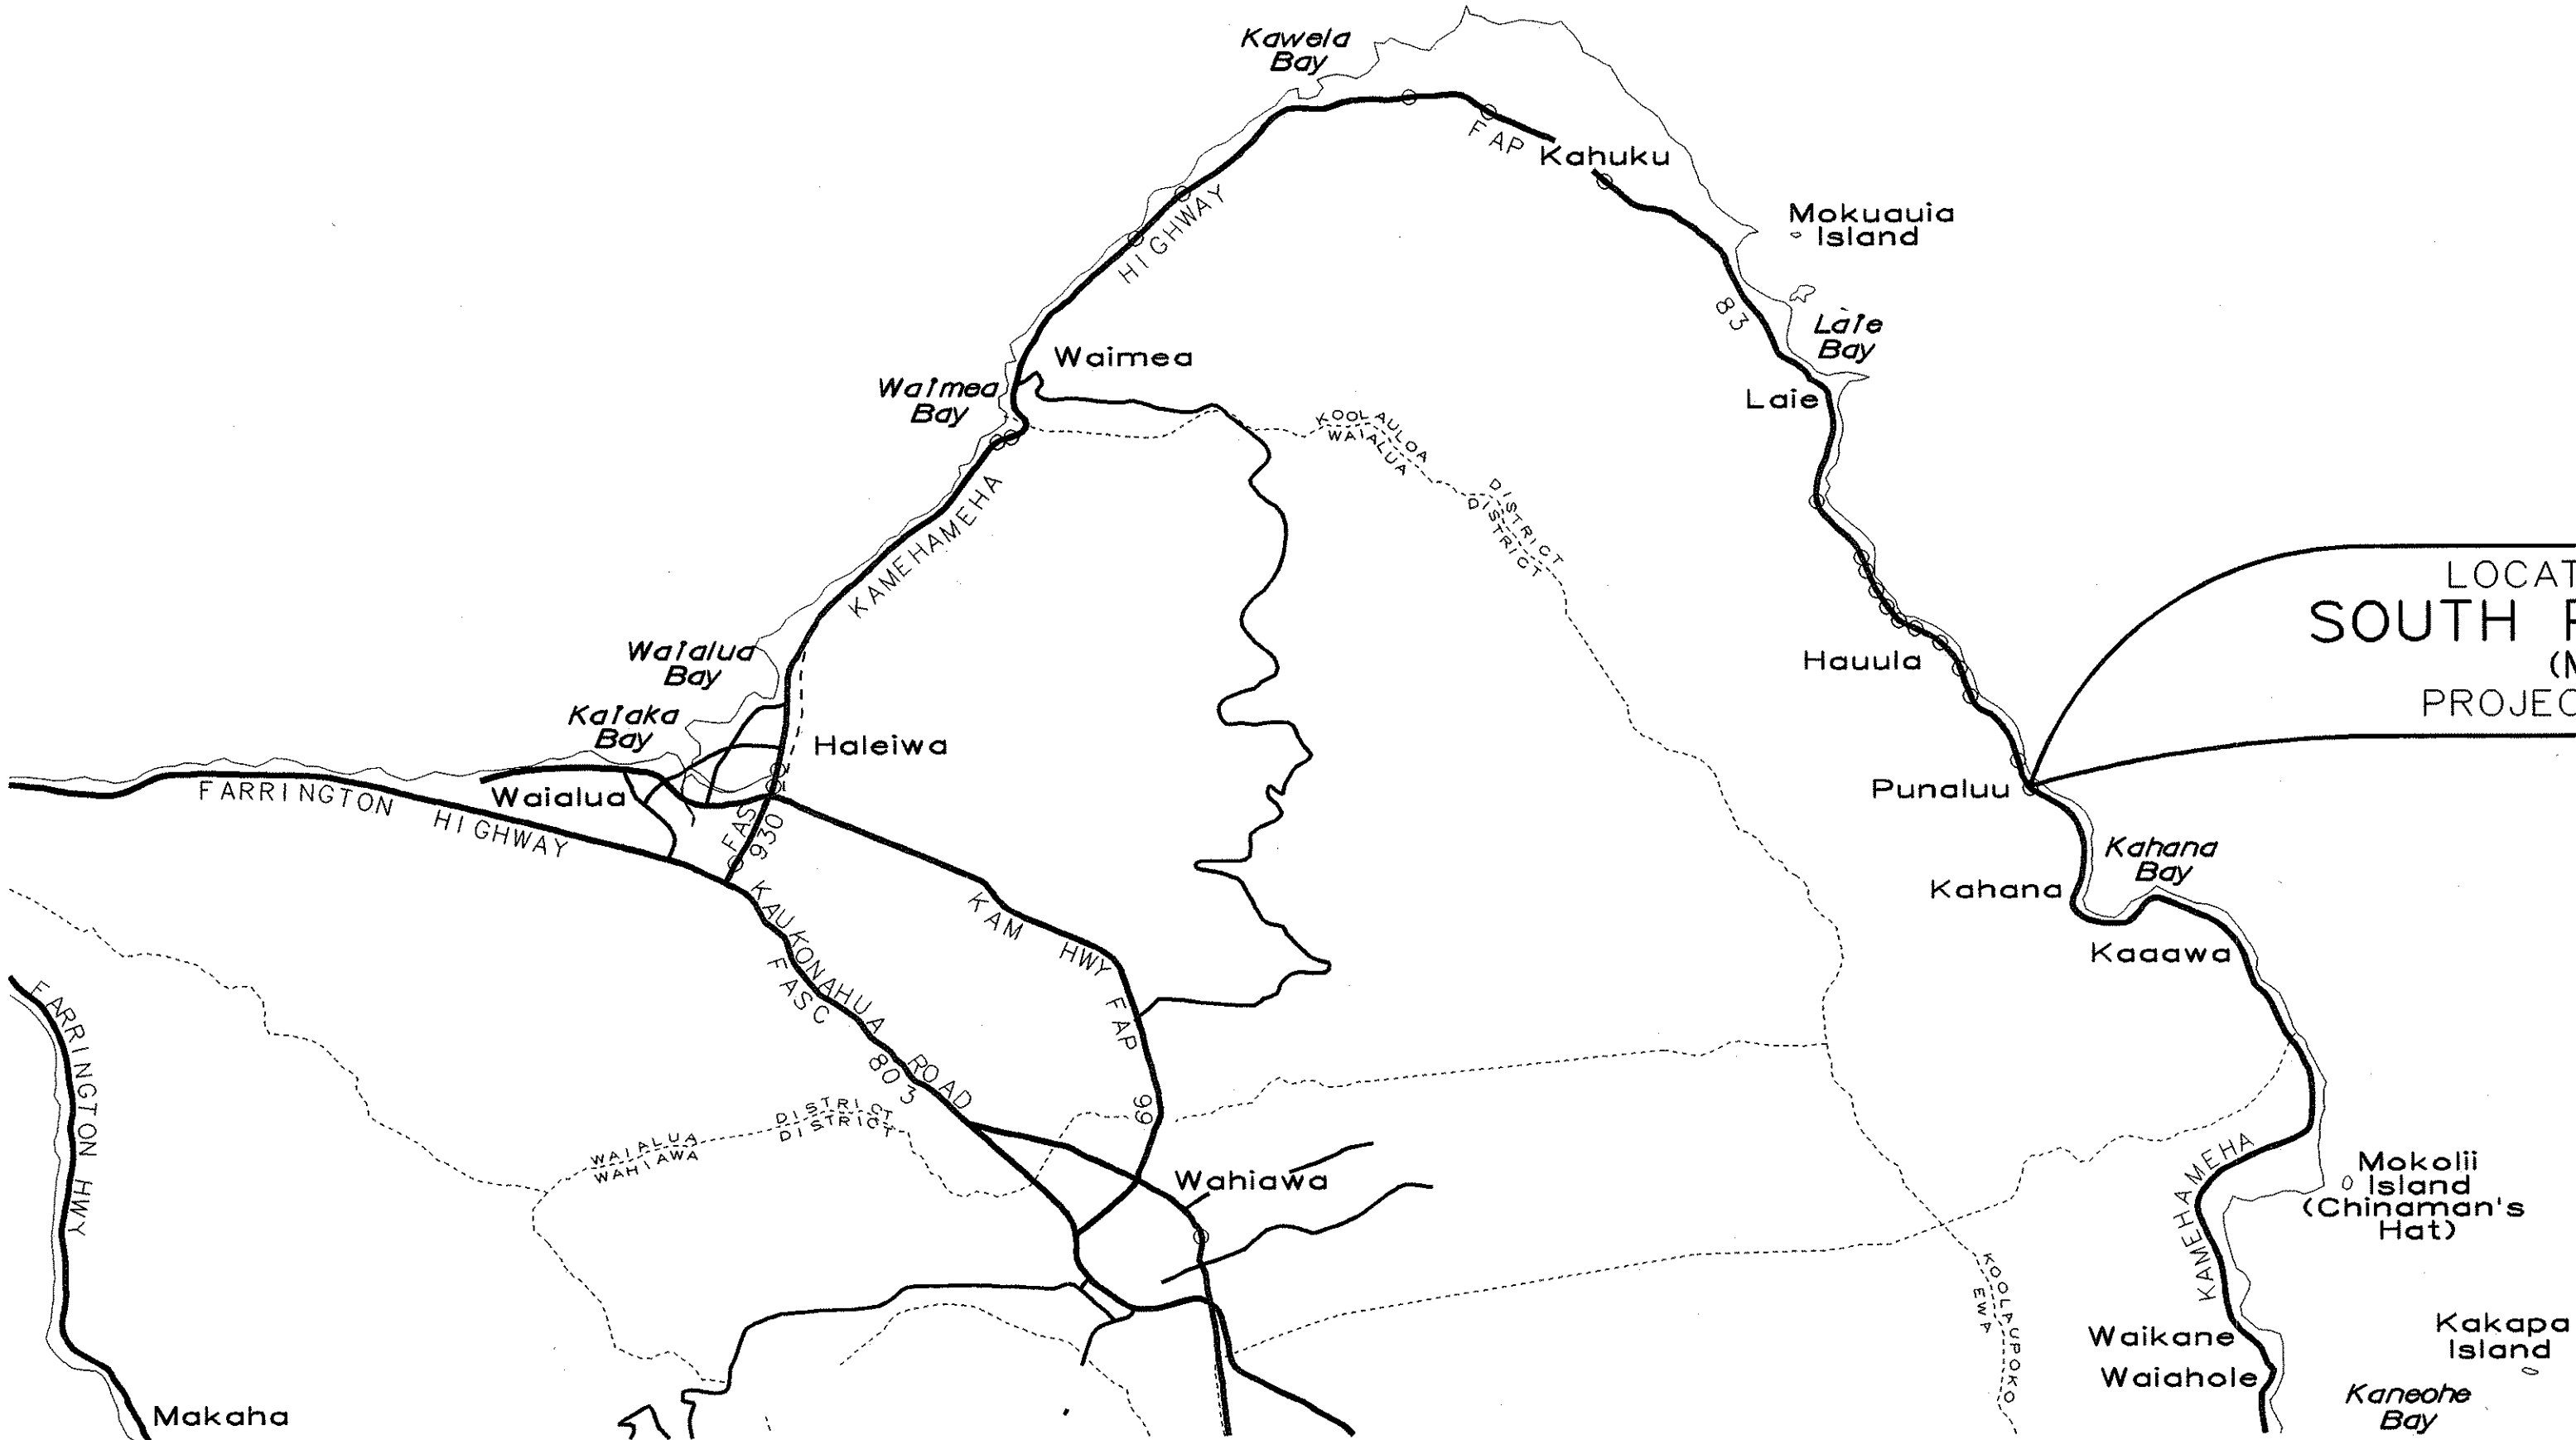 Kawela
Bay
FAP
Kahuku
HIGHWAY
Mokuauia
Island
83
Laie
Bay
Waimea
Waimea
Bay
Laie
KOOLAULOA
WAIALUA
DISTRICT
DISTRICT
KAMEHAMEHA
LOCAT
SOUTH
PROJEC
Waialua
Bay
Hauula
Kaiaka
Bay
Haleiwa
Punaluu
FARRINGTON
HIGHWAY
Waialua
FAS
930
Kahana
Bay
Kahana
KAM HWY
FAP
99
KAUKONAHUA
ROAD
FASC
803
Kaaawa
FARRINGTON HWY
DISTRICT
DISTRICT
WAIALUA
WAHIAWA
Wahiawa
KAMEHAMEHA
KAMEHA
Mokolii
Island
(Chinaman's
Hat)
KOOLAUPOKO
EWA
Waikane
Waiahole
Kakapa
Island
Kaneohe
Bay
Makaha